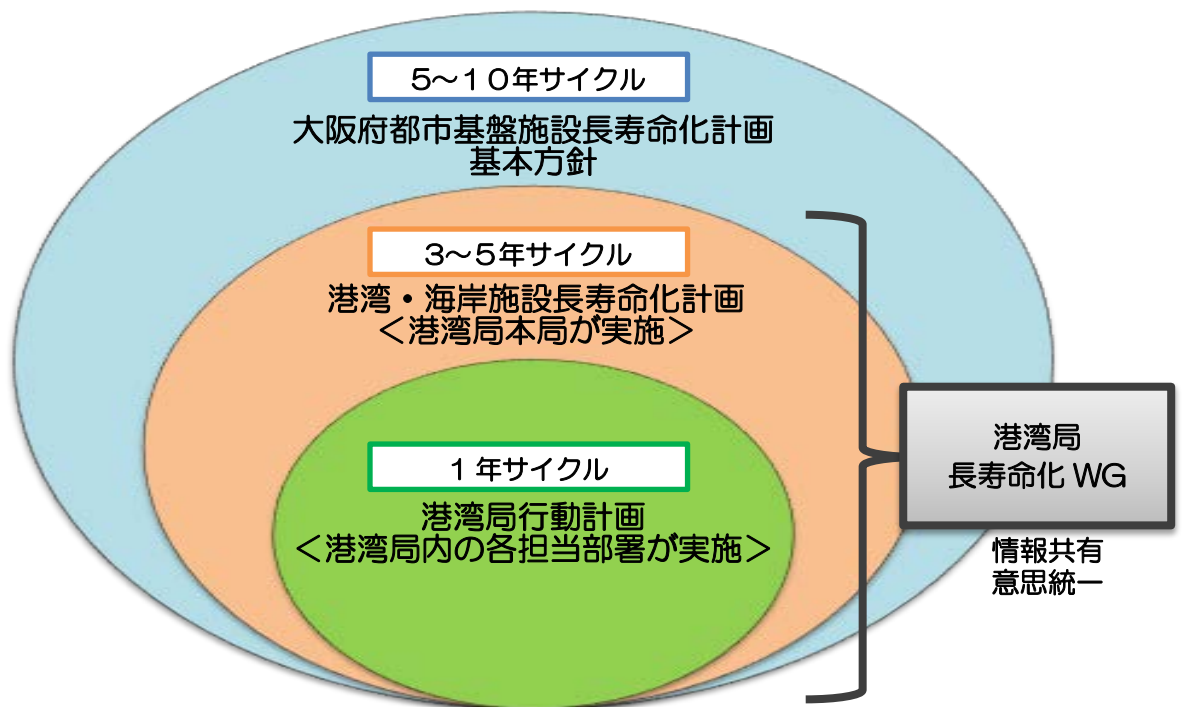 5～10年サイクル
大阪府都市基盤施設長寿命化計画
基本方針
3～5年サイクル
港湾・海岸施設長寿命化計画
＜港湾局本局が実施＞
1年サイクル
港湾局行動計画
＜港湾局内の各担当部署が実施＞
港湾局
長寿命化 WG
情報共有
意思統一